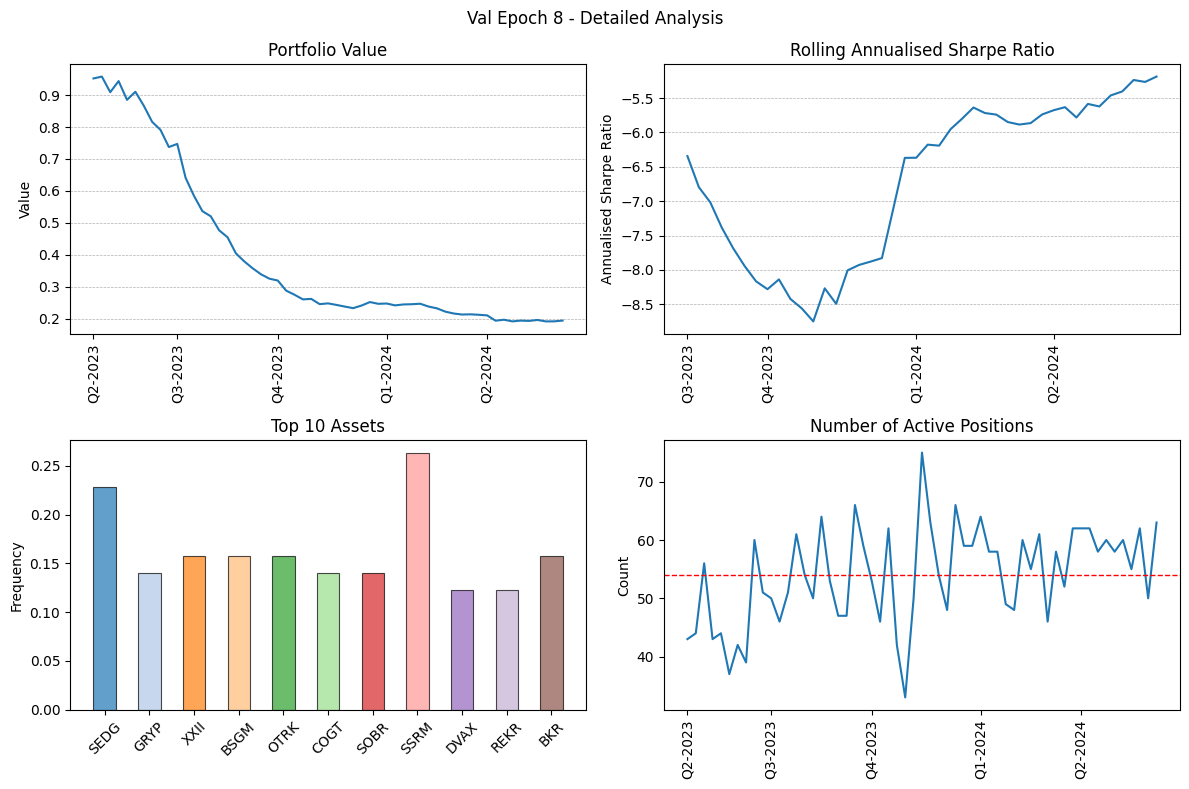 Val Epoch 8 - Detailed Analysis
Portfolio Value
Value
0.9
0.8
0.7
0.6
0.5
0.4
0.3
0.2
Q2-2023
Q3-2023
Q4-2023
Q1-2024
Q2-2024
Rolling Annualised Sharpe Ratio
Annualised Sharpe Ratio
−5.5
−6.0
−6.5
−7.0
−7.5
−8.0
−8.5
Q3-2023
Q4-2023
Q1-2024
Q2-2024
Top 10 Assets
Frequency
0.25
0.20
0.15
0.10
0.05
0.00
SEDG
GRYP
XXII
BSGM
OTRK
COGT
SOBR
SSRM
DVAX
REKR
BKR
Number of Active Positions
Count
70
60
50
40
Q2-2023
Q3-2023
Q4-2023
Q1-2024
Q2-2024